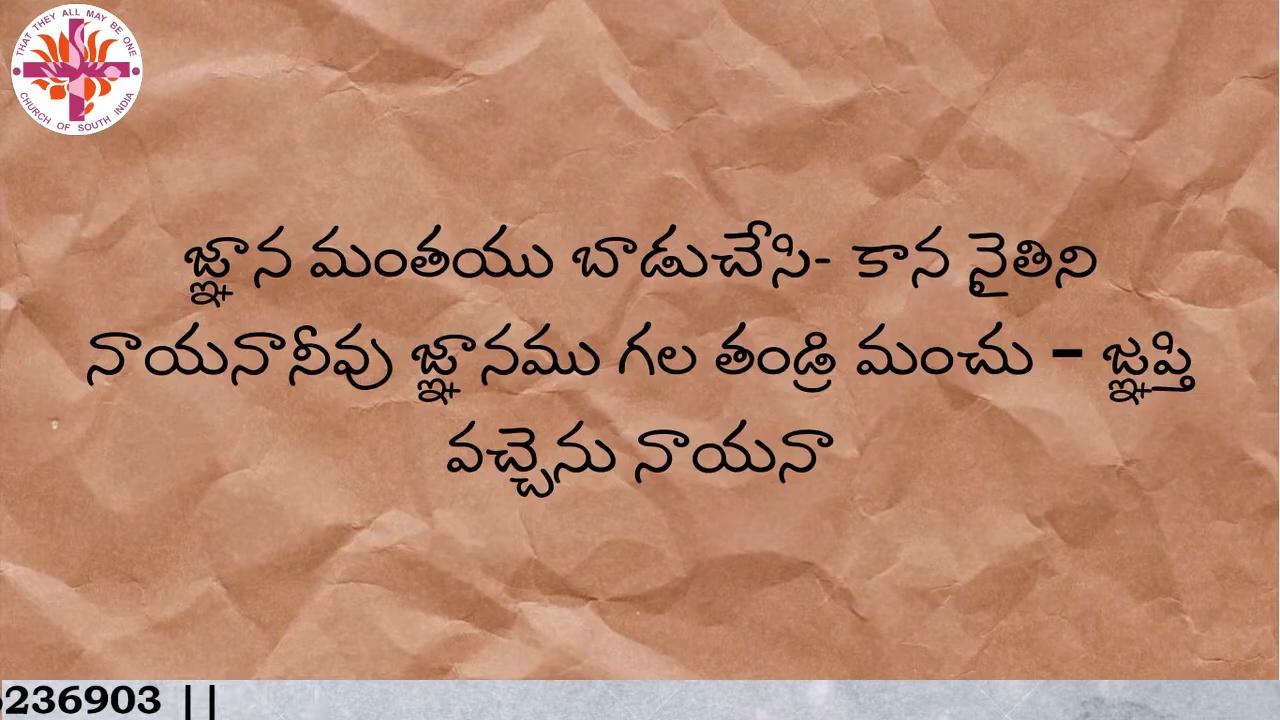 THAT THEY ALL MAY BE ONE
CHURCH OF SOUTH INDIA
జ్ఞాన మంతయు బాడుచేసి- కాన నైతిని
నాయనానీవు జ్ఞానము గల తండ్రి మంచు – జ్ఞప్తి
వచ్చెను నాయనా
236903 ||